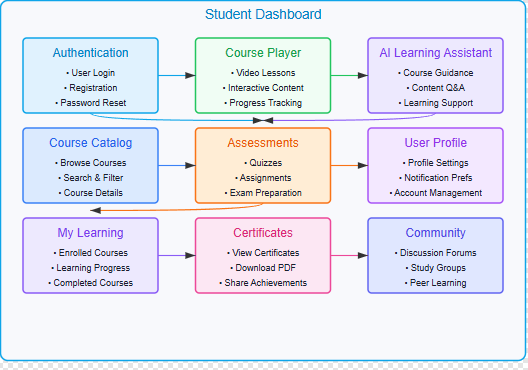 Student Dashboard
Authentication
• User Login
• Registration
• Password Reset
Course Player
• Video Lessons
• Interactive Content
• Progress Tracking
AI Learning Assistant
• Course Guidance
• Content Q&A
• Learning Support
Course Catalog
• Browse Courses
• Search & Filter
• Course Details
Assessments
• Quizzes
• Assignments
• Exam Preparation
User Profile
• Profile Settings
• Notification Prefs
• Account Management
My Learning
• Enrolled Courses
• Learning Progress
• Completed Courses
Certificates
• View Certificates
• Download PDF
• Share Achievements
Community
• Discussion Forums
• Study Groups
• Peer Learning